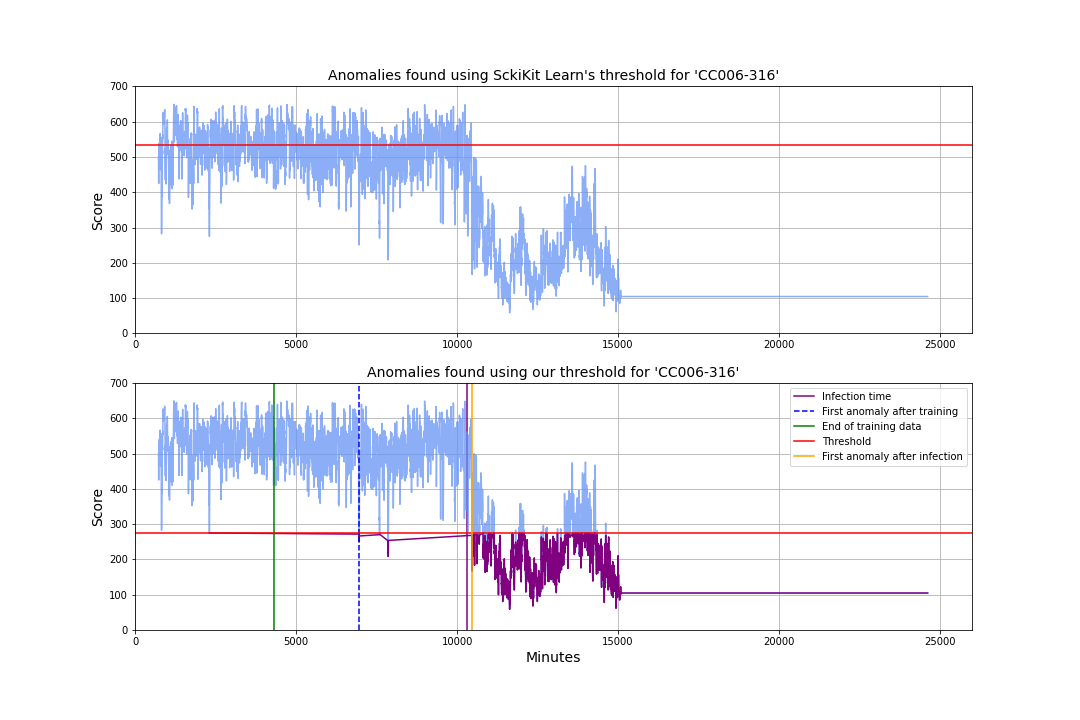 Anomalies found using SckiKit Learn's threshold for 'CC006-316'
700
600
500
400
300
200
100
0
Score
0 5000 10000 15000 20000 25000
Anomalies found using our threshold for 'CC006-316'
700
600
500
400
300
200
100
0
Score
Infection time
First anomaly after training
End of training data
Threshold
First anomaly after infection
0 5000 10000 15000 20000 25000
Minutes